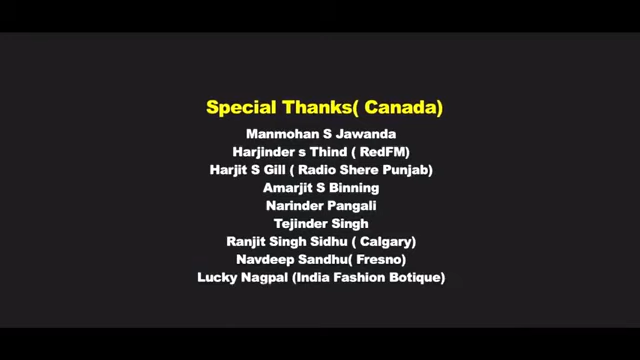 Special Thanks( Canada)
Manmohan S Jawanda
Harjinder s Thind ( RedFM)
Harjit S Gill ( Radio Shere Punjab)
Amarjit S Binning
Narinder Pangali
Tejinder Singh
Ranjit Singh Sidhu ( Calgary)
Navdeep Sandhu( Fresno)
Lucky Nagpal (India Fashion Botique)